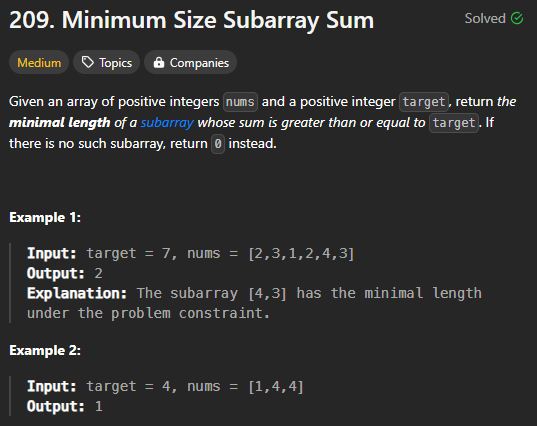 209. Minimum Size Subarray Sum
Solved
Medium Topics Companies
Given an array of positive integers nums and a positive integer target, return the
minimal length of a subarray whose sum is greater than or equal to target. If
there is no such subarray, return 0 instead.
Example 1:
Input: target = 7, nums = [2,3,1,2,4,3]
Output: 2
Explanation: The subarray [4,3] has the minimal length
under the problem constraint.
Example 2:
Input: target = 4, nums = [1,4,4]
Output: 1